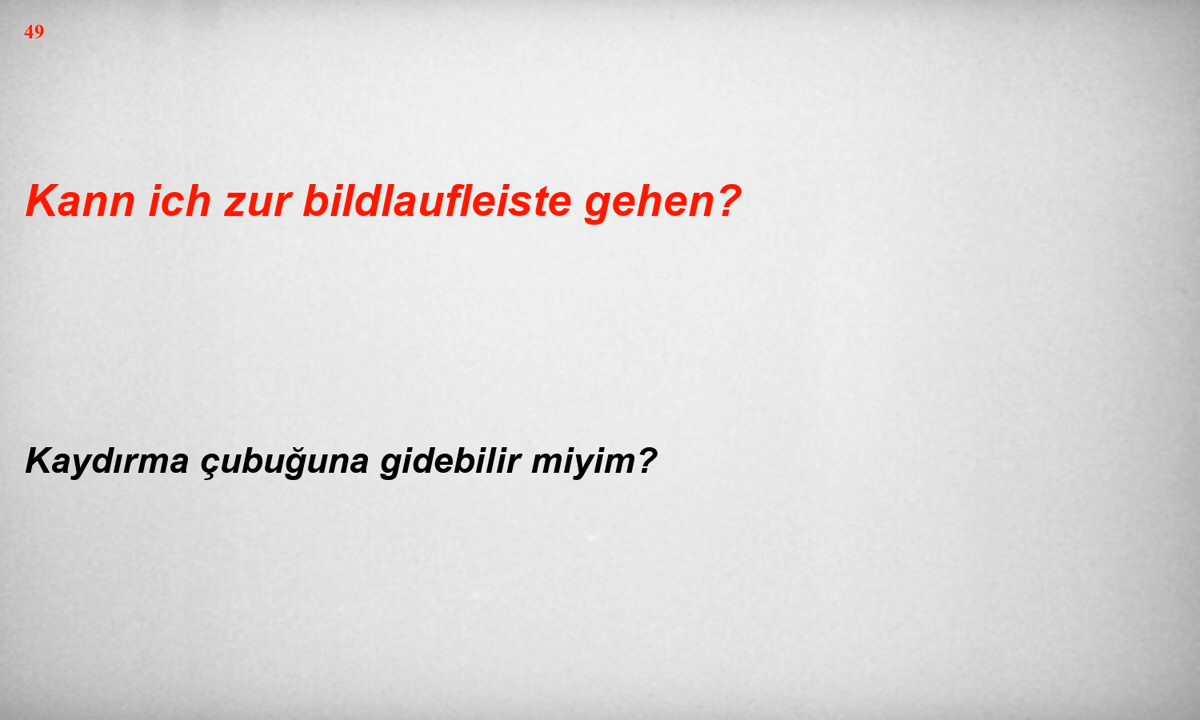 49
Kann ich zur bildlaufleiste gehen?
Kaydırma çubuğuna gidebilir miyim?